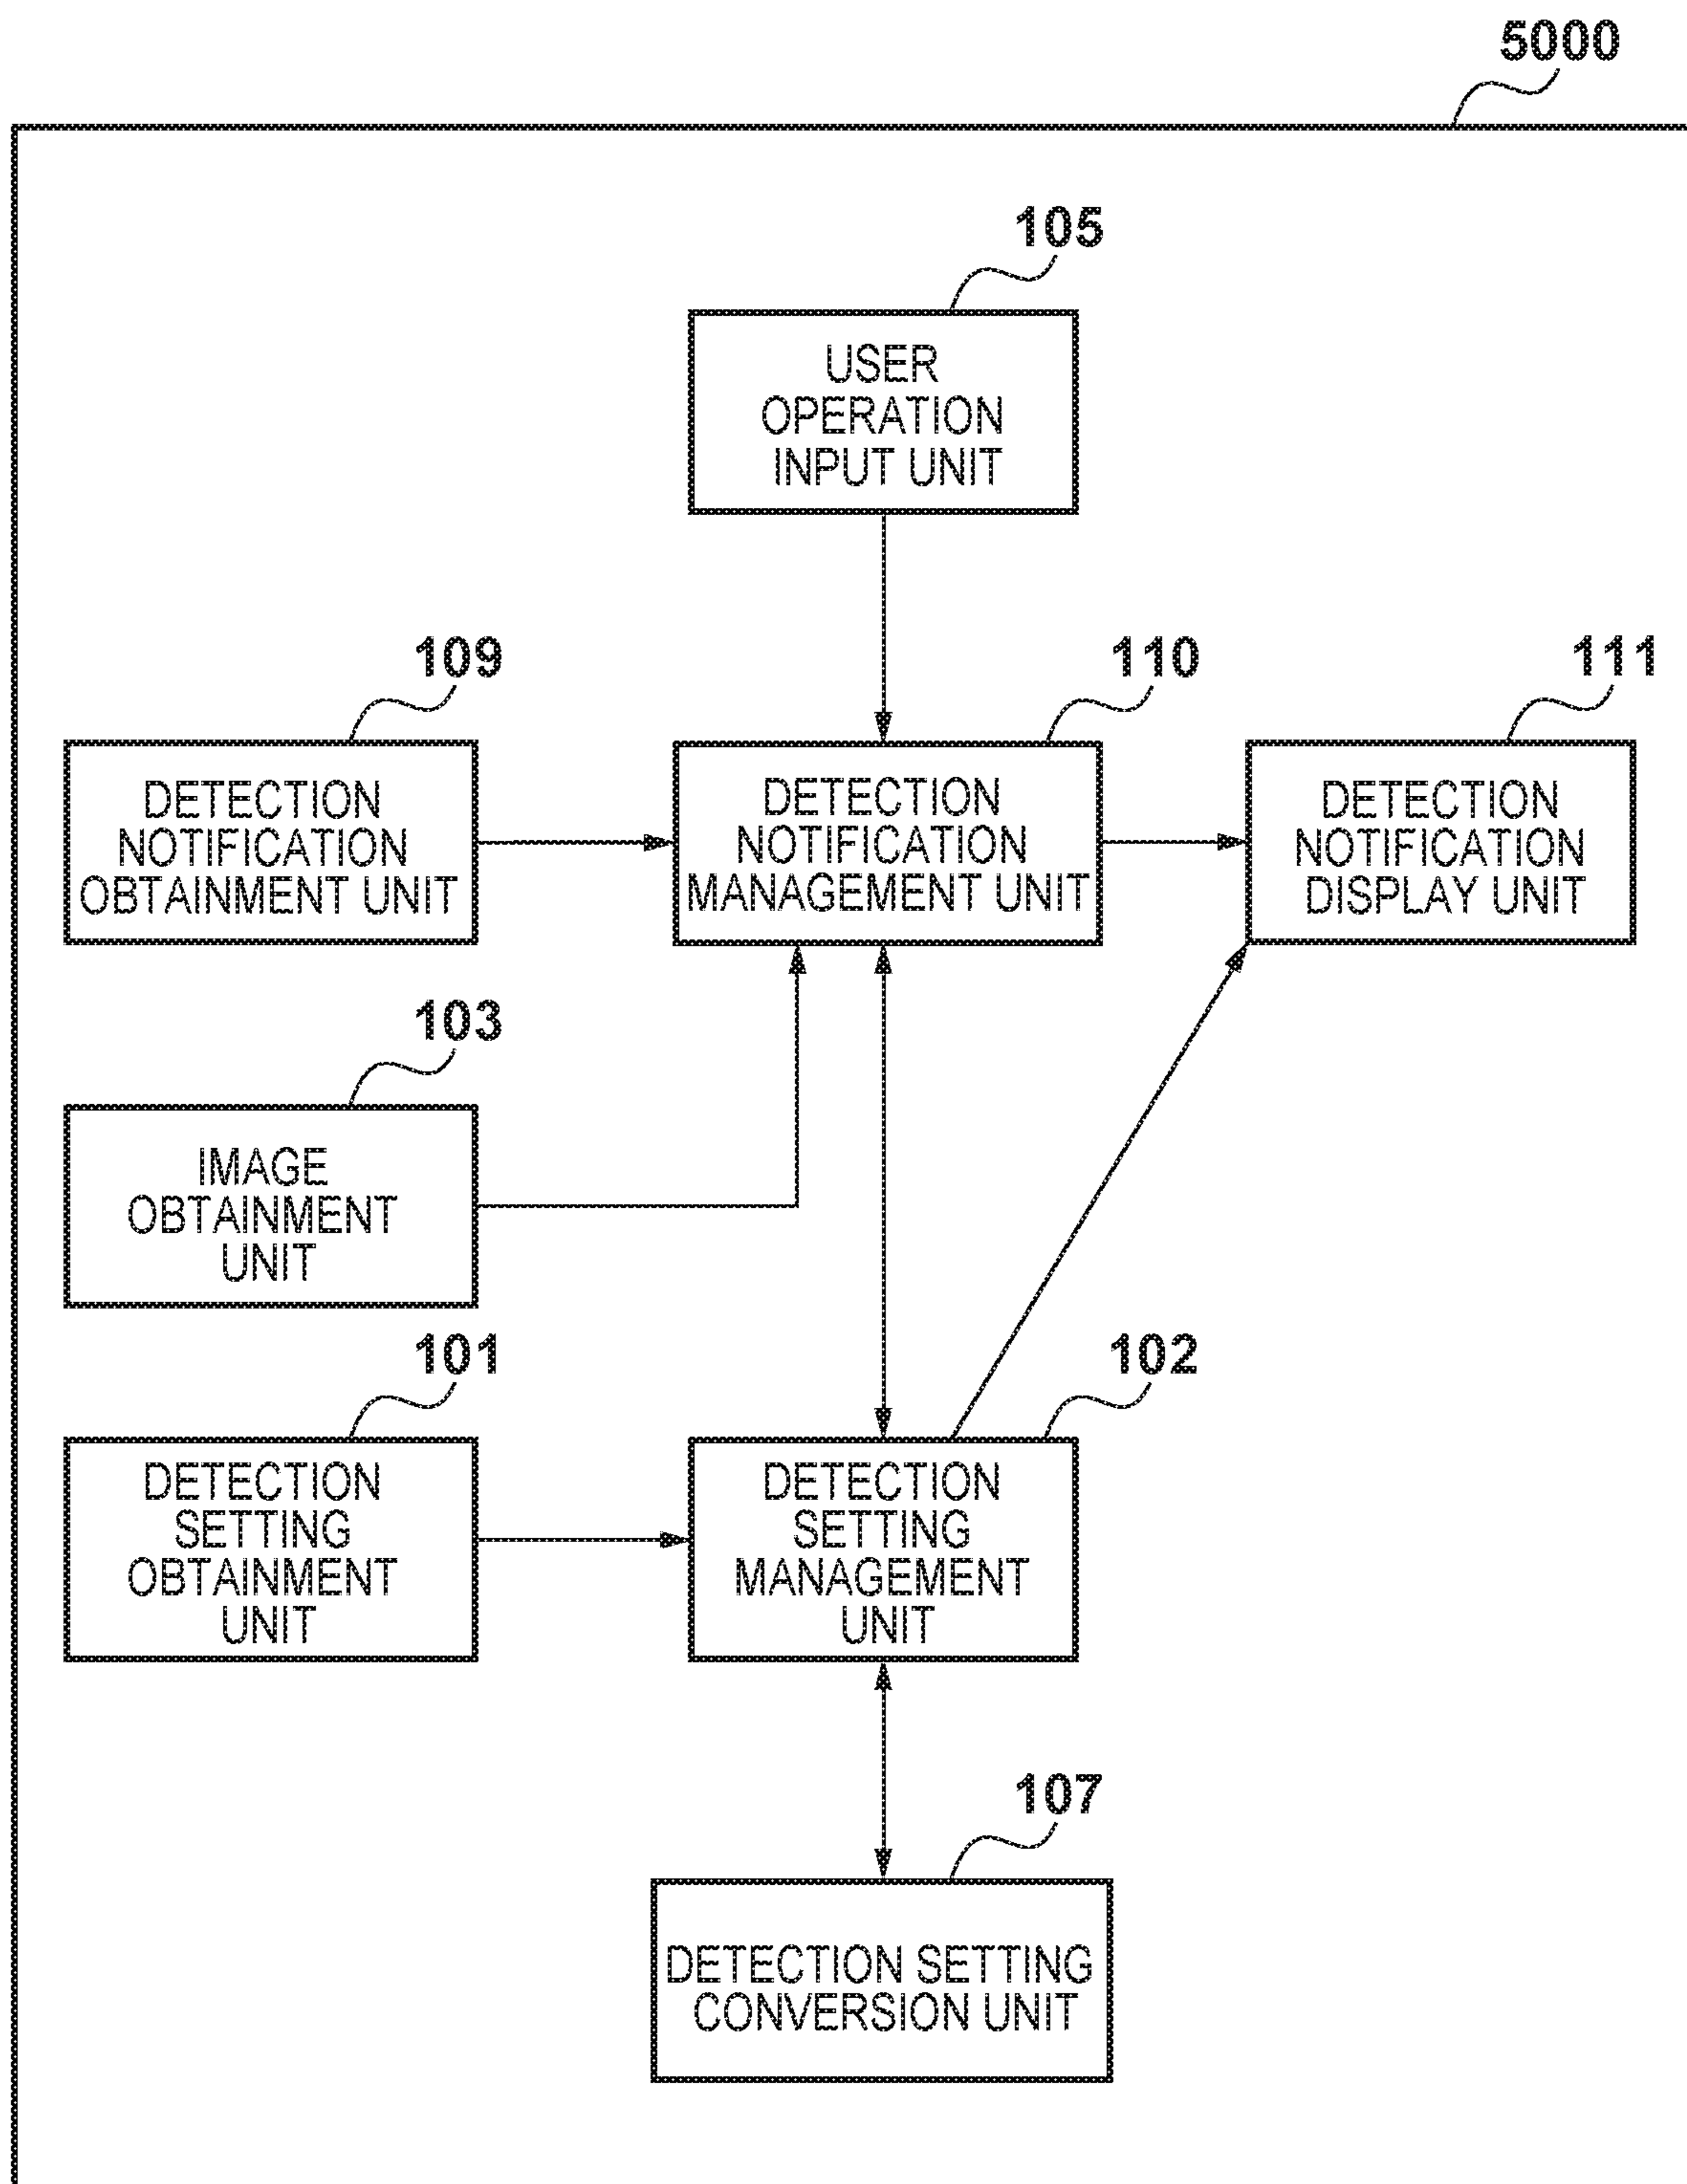 5000
105
USER
OPERATION
INPUT UNIT
109
DETECTION
NOTIFICATION
OBTAINMENT UNIT
110
DETECTION
NOTIFICATION
MANAGEMENT UNIT
111
DETECTION
NOTIFICATION
DISPLAY UNIT
103
IMAGE
OBTAINMENT
UNIT
101
DETECTION
SETTING
OBTAINMENT
UNIT
102
DETECTION
SETTING
MANAGEMENT
UNIT
107
DETECTION SETTING
CONVERSION UNIT